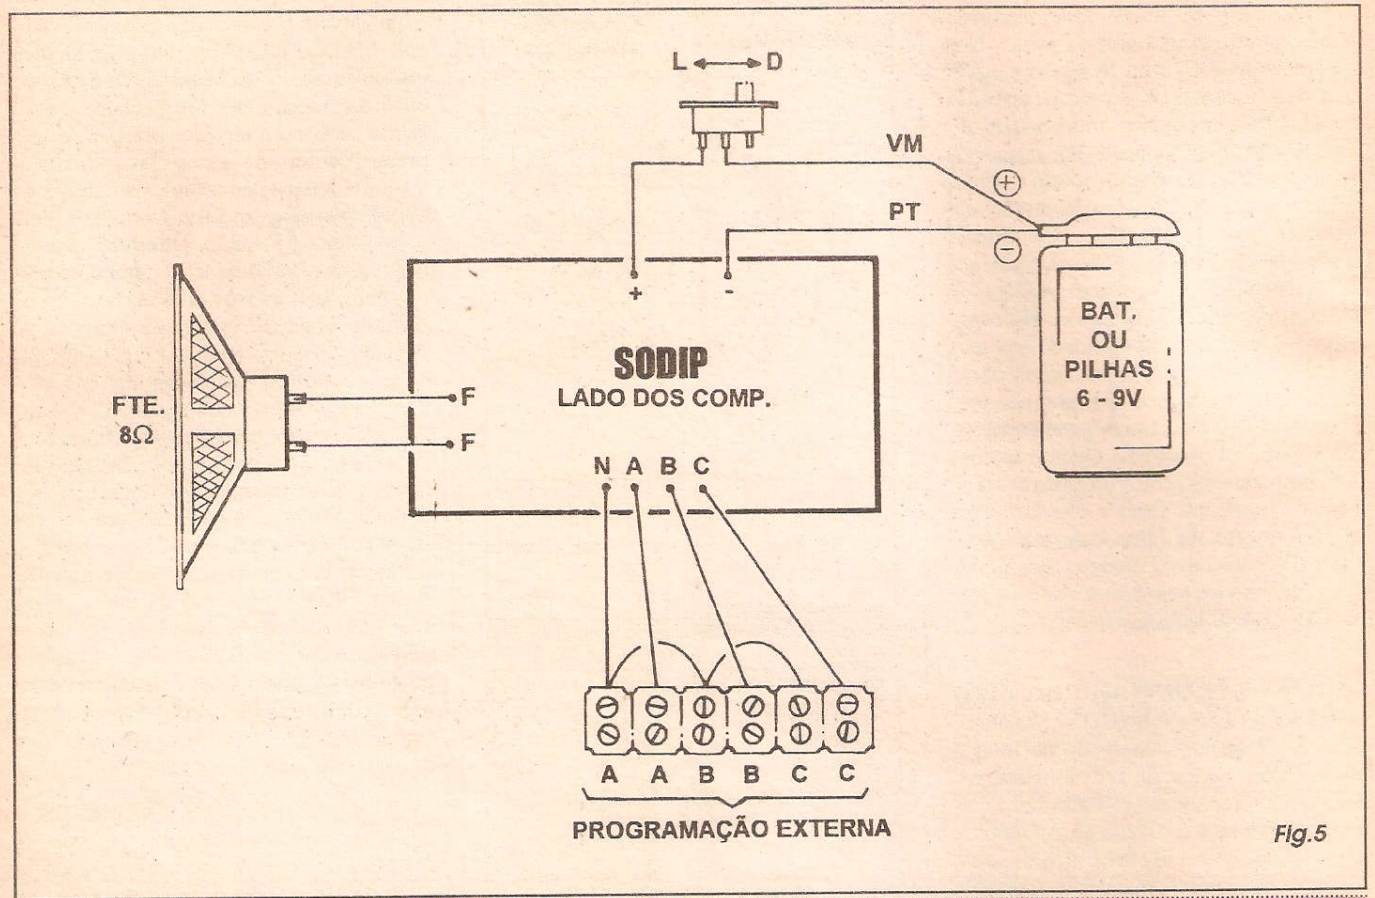 L D
VM
+
PT
-
+ -
BAT.
OU
PILHAS
6 - 9V
SODIP
LADO DOS COMP.
FTE.
8Ω
F
F
N A B C
A A B B C C
PROGRAMAÇÃO EXTERNA
Fig.5